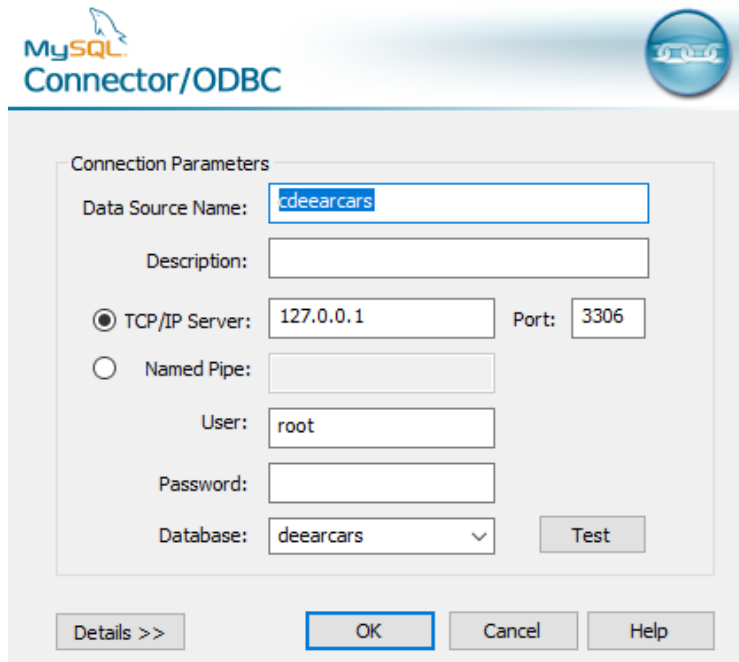 MySQL
Connector/ODBC
Connection Parameters
Data Source Name: cdeearcars
Description:
TCP/IP Server: 127.0.0.1 Port: 3306
Named Pipe:
User: root
Password:
Database: deearcars Test
Details >> OK Cancel Help